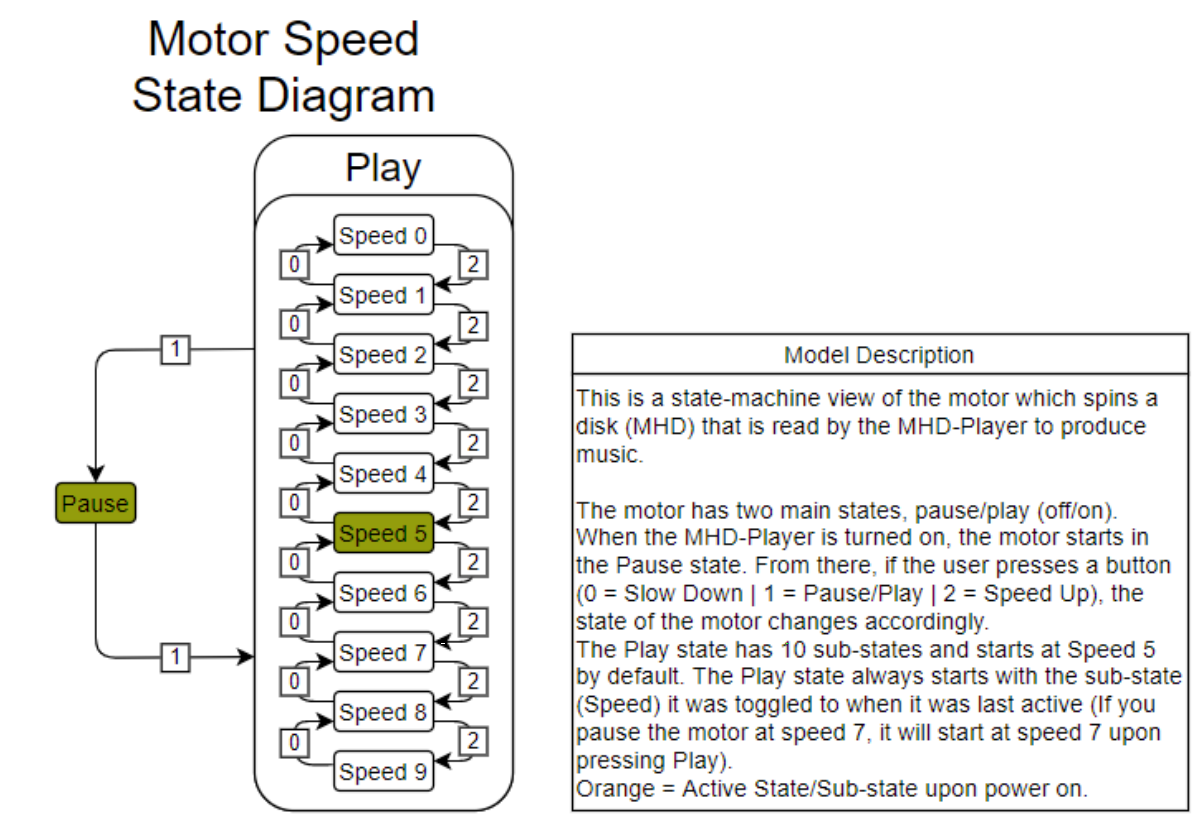 Motor Speed
State Diagram
Play
Speed 0
0
2
Speed 1
0
2
Speed 2
0
2
Speed 3
0
2
Speed 4
0
2
Speed 5
0
2
Speed 6
0
2
Speed 7
0
2
Speed 8
0
2
Speed 9
1
Pause
1
Model Description
This is a state-machine view of the motor which spins a
disk (MHD) that is read by the MHD-Player to produce
music.
The motor has two main states, pause/play (off/on).
When the MHD-Player is turned on, the motor starts in
the Pause state. From there, if the user presses a button
(0 = Slow Down | 1 = Pause/Play | 2 = Speed Up), the
state of the motor changes accordingly.
The Play state has 10 sub-states and starts at Speed 5
by default. The Play state always starts with the sub-state
(Speed) it was toggled to when it was last active (If you
pause the motor at speed 7, it will start at speed 7 upon
pressing Play).
Orange = Active State/Sub-state upon power on.